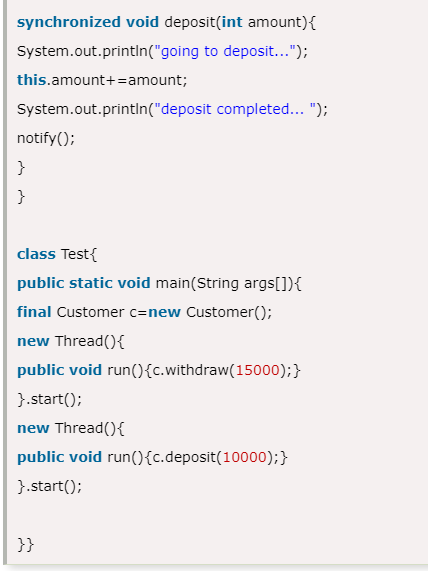 synchronized void deposit(int amount){
System.out.println("going to deposit...");
this.amount+=amount;
System.out.println("deposit completed... ");
notify();
}
}
class Test{
public static void main(String args[]){
final Customer c=new Customer();
new Thread(){
public void run(){c.withdraw(15000);}
}.start();
new Thread(){
public void run(){c.deposit(10000);}
}.start();
}}